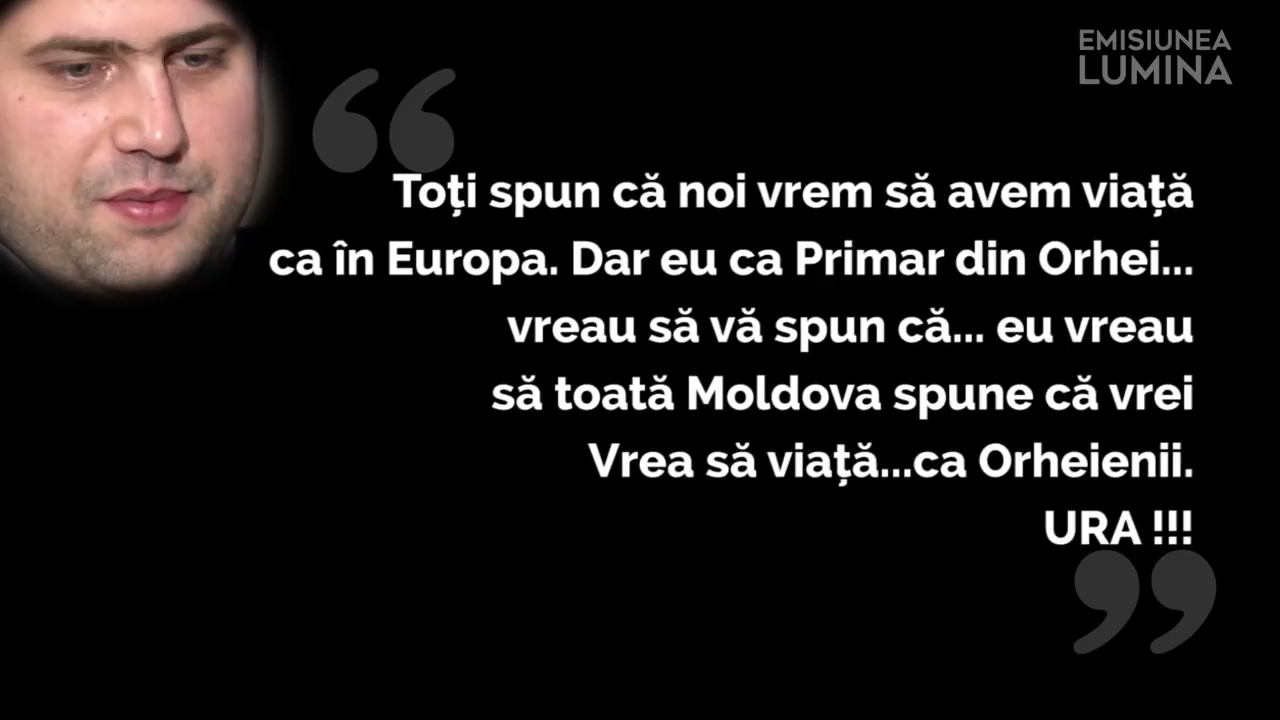 EMISIUNEA
LUMINA
Toți spun că noi vrem să avem viață
ca în Europa. Dar eu ca Primar din Orhei...
vreau să vă spun că... eu vreau
să toată Moldova spune că vrei
Vrea să viață...ca Orheienii.
URA !!!